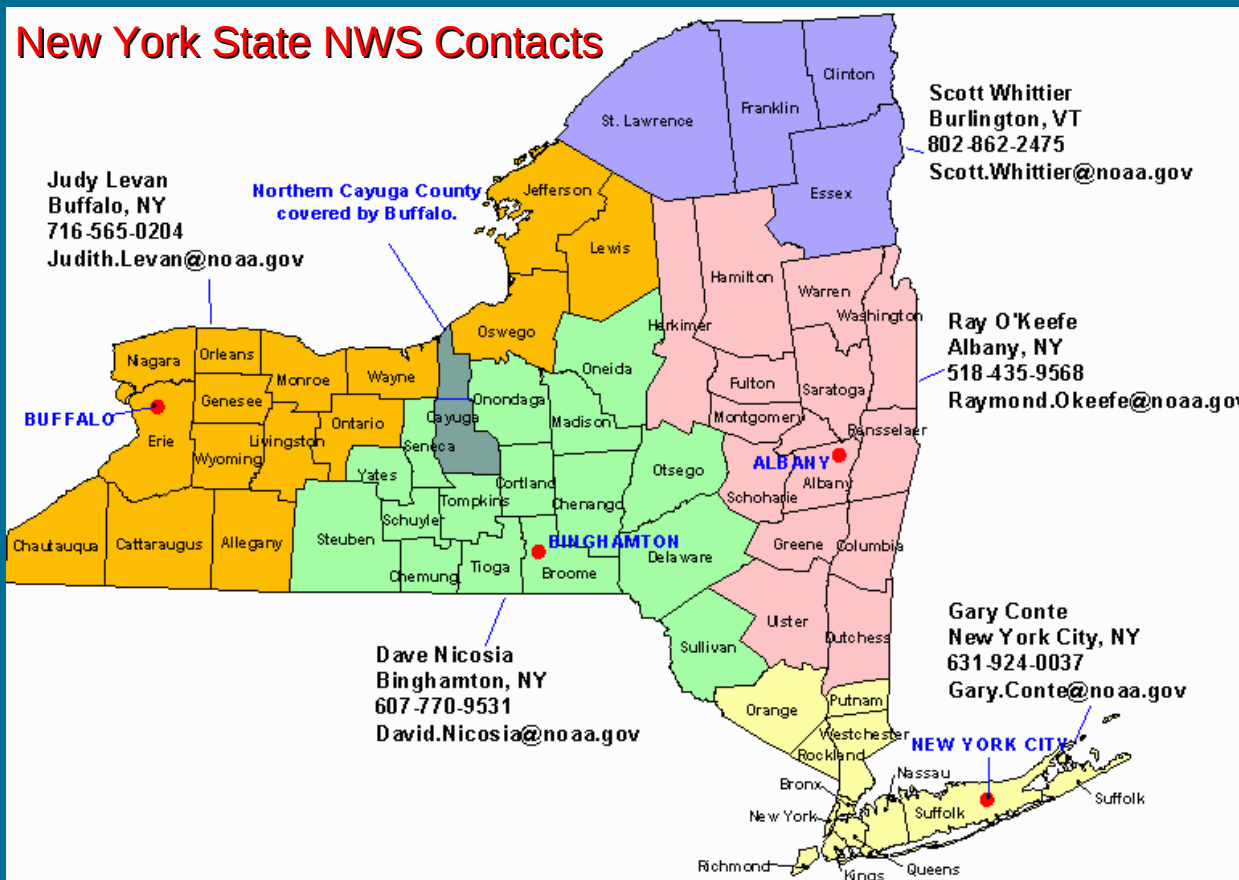 New York State NWS Contacts
Clinton
Franklin
St. Lawrence
Essex
Scott Whittier
Burlington, VT
802-862-2475
Scott.Whittier@noaa.gov
Judy Levan
Buffalo, NY
716-565-0204
Judith.Levan@noaa.gov
Northern Cayuga County
covered by Buffalo.
Jefferson
Lewis
Hamilton
Warren
Washington
Herkimer
Oswego
Oneida
Ray O'Keefe
Albany, NY
518-435-9568
Raymond.Okeefe@noaa.gov
Niagara
Orleans
Monroe
Wayne
Genesee
Ontario
BUFFALO
Erie
Wyoming
Livingston
Cayuga
Seneca
Onondaga
Madison
Fulton
Montgomery
Saratoga
Rensselaer
Yates
Otsego
ALBANY
Albany
Schoharie
Cortland
Chenango
Tompkins
Schuyler
Steuben
Chautauqua
Cattaraugus
Allegany
Chemung
Tioga
BINGHAMTON
Broome
Delaware
Greene
Columbia
Ulster
Dutchess
Sullivan
Dave Nicosia
Binghamton, NY
607-770-9531
David.Nicosia@noaa.gov
Gary Conte
New York City, NY
631-924-0037
Gary.Conte@noaa.gov
Orange
Putnam
Westchester
Rockland
NEW YORK CITY
Bronx
Nassau
New York
Suffolk
Suffolk
Richmond
Kings
Queens